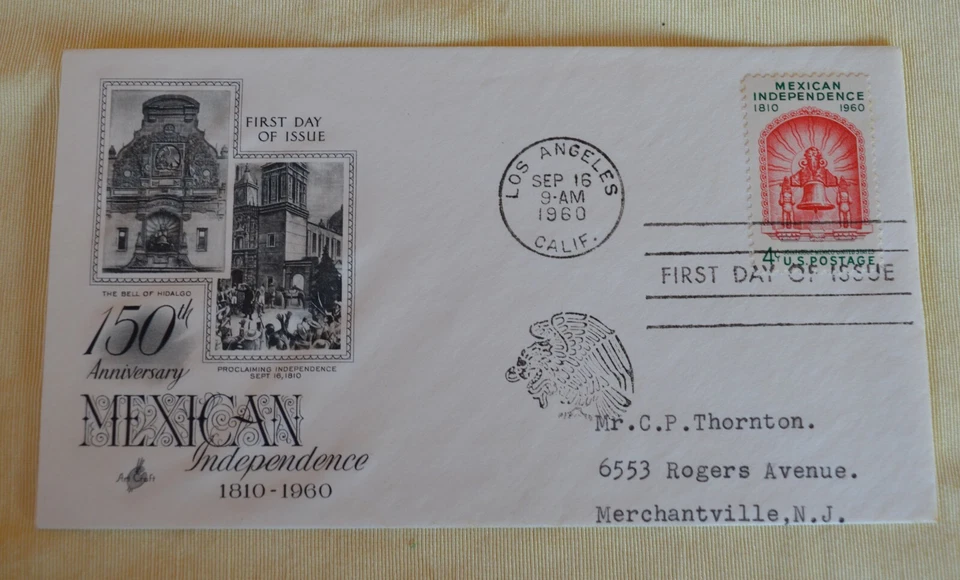 FIRST DAY
OF ISSUE
THE BELL OF HIDALGO
150th
Anniversary
PROCLAIMING INDEPENDENCE
SEPT 16, 1810
MEXICAN
Independence
1810-1960
Art Craft
LOS ANGELES
SEP 16
9-AM
1960
CALIF.
MEXICAN
INDEPENDENCE
1810 1960
4¢ U.S. POSTAGE
FIRST DAY OF ISSUE
Mr.C.P.Thornton.
6553 Rogers Avenue.
Merchantville,N.J.